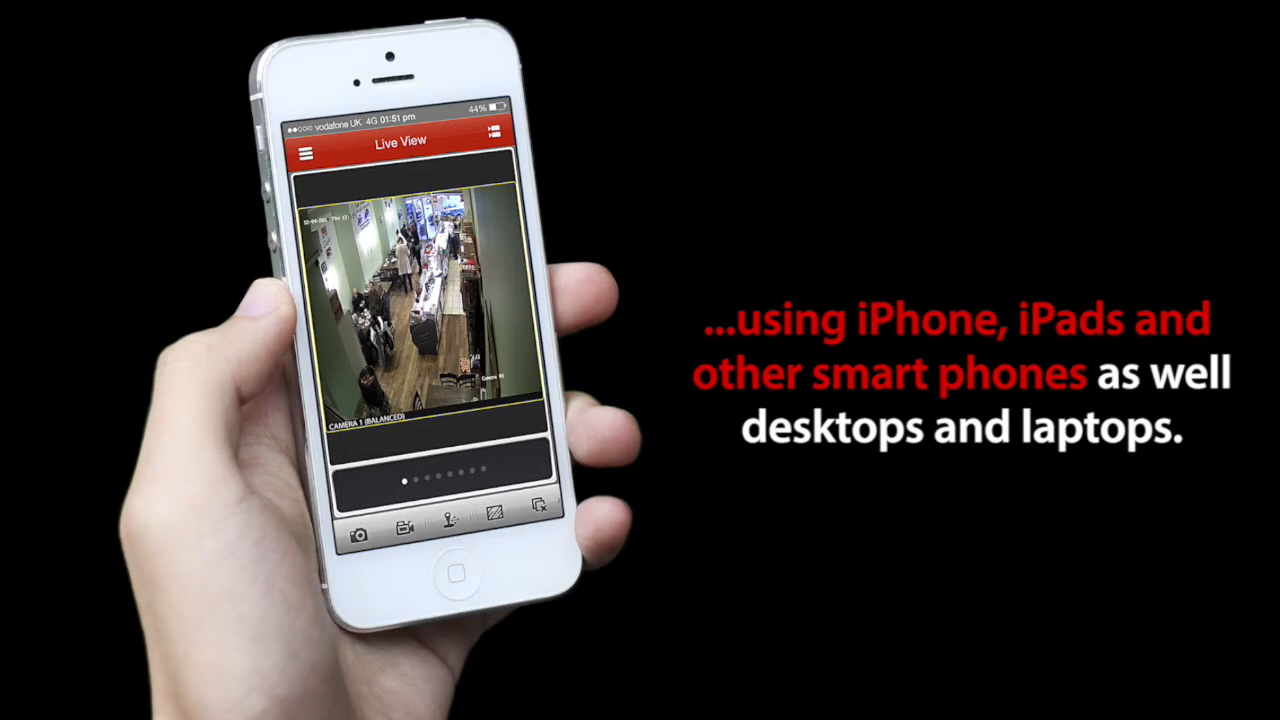 vodafone UK 4G 01:51 pm 44%
Live View
CAMERA 1 (BALANCED)
...using iPhone, iPads and
other smart phones as well
desktops and laptops.